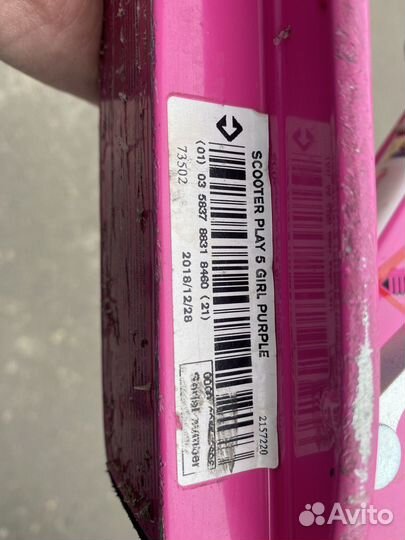 SCOOTER PLAY 5 GIRL PURPLE
(01) 03 5837 8831 8460 (21)
73502
2018/12/28
2157220
Serial number
Avito